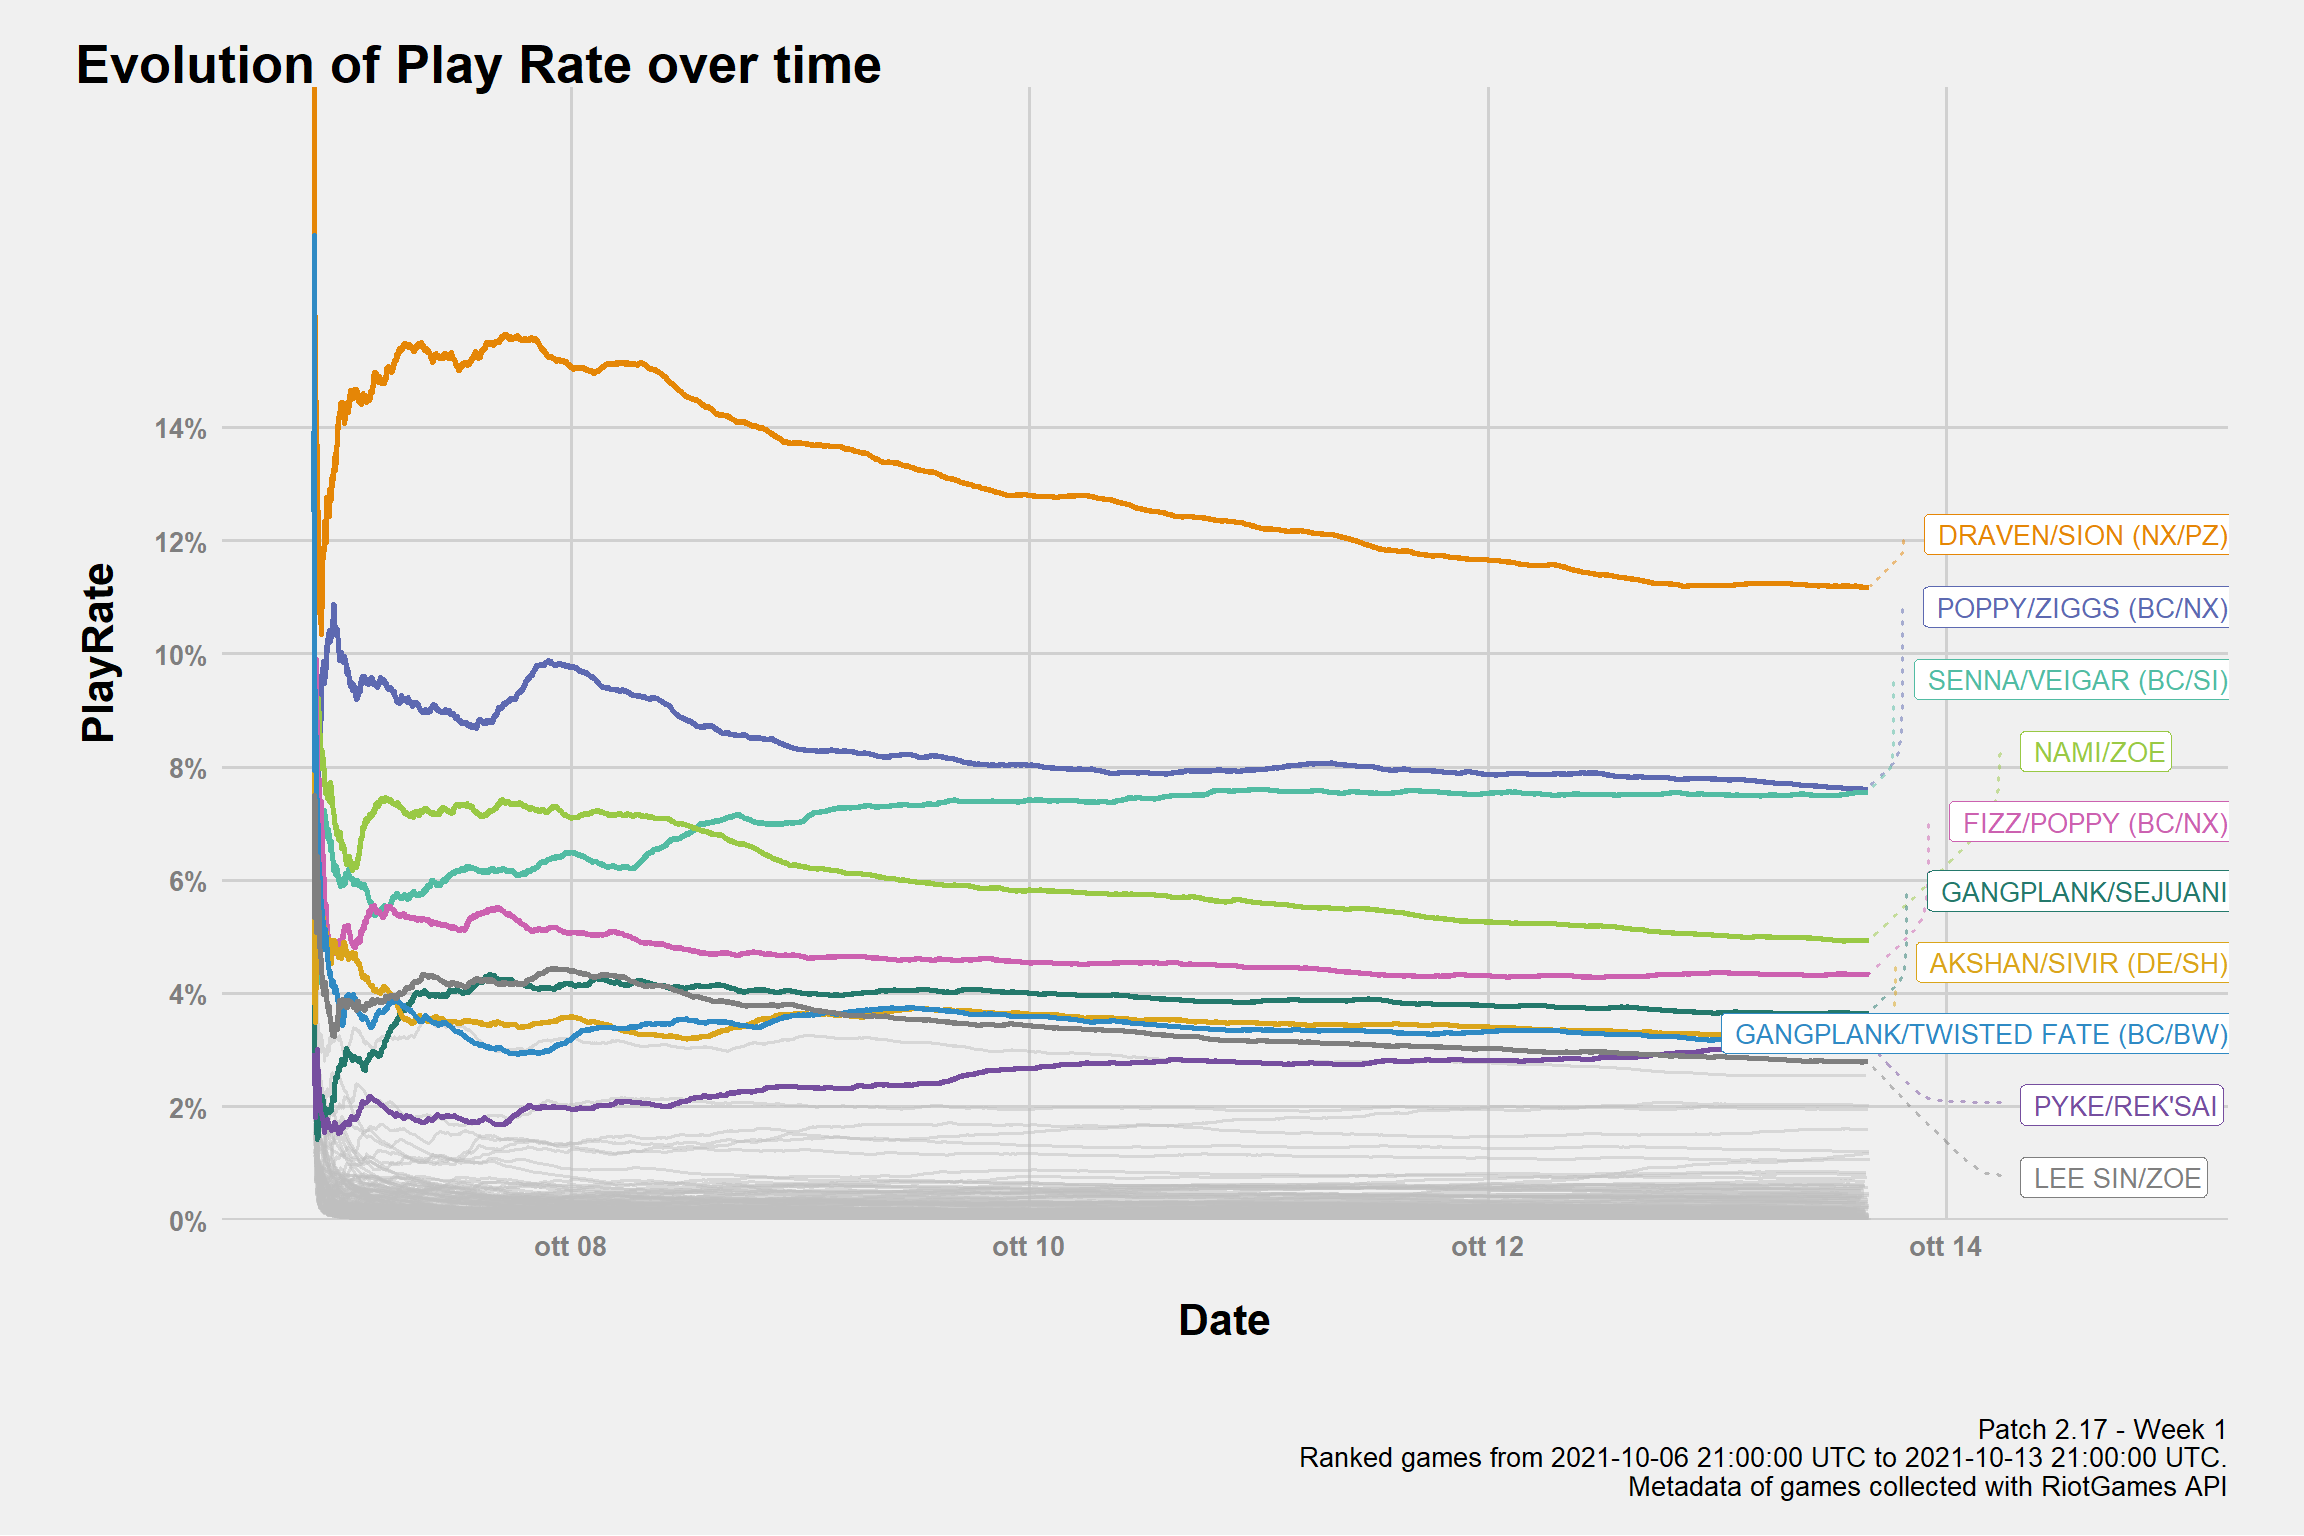 Evolution of Play Rate over time
PlayRate
14%
12%
10%
8%
6%
4%
2%
0%
DRAVEN/SION (NX/PZ)
POPPY/ZIGGS (BC/NX)
SENNA/VEIGAR (BC/SI)
NAMI/ZOE
FIZZ/POPPY (BC/NX)
GANGPLANK/SEJUANI
AKSHAN/SIVIR (DE/SH)
GANGPLANK/TWISTED FATE (BC/BW)
PYKE/REK'SAI
LEE SIN/ZOE
ott 08
ott 10
ott 12
ott 14
Date
Patch 2.17 - Week 1
Ranked games from 2021-10-06 21:00:00 UTC to 2021-10-13 21:00:00 UTC.
Metadata of games collected with RiotGames API